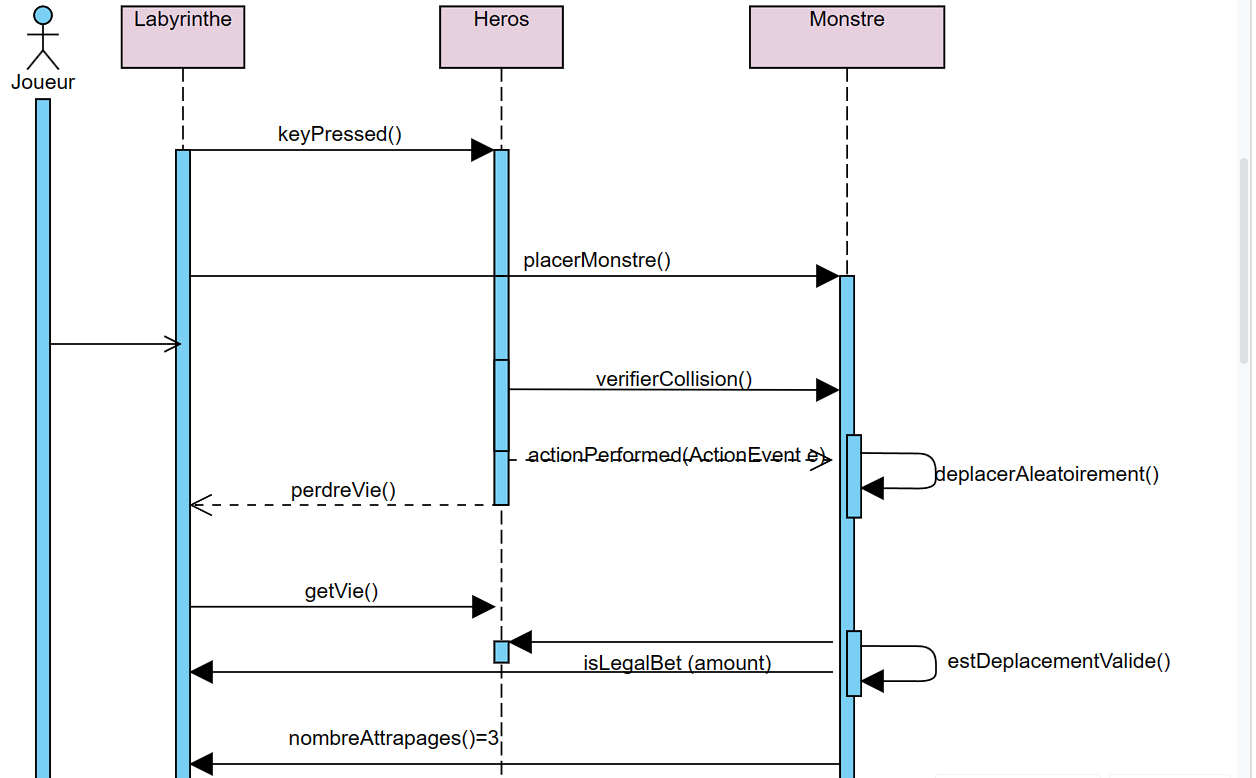 Labyrinthe
Heros
Monstre
Joueur
keyPressed()
placerMonstre()
verifierCollision()
actionPerformed(ActionEvent e)
deplacerAleatoirement()
perdreVie()
getVie()
isLegalBet (amount)
estDeplacementValide()
nombreAttrapages()=3